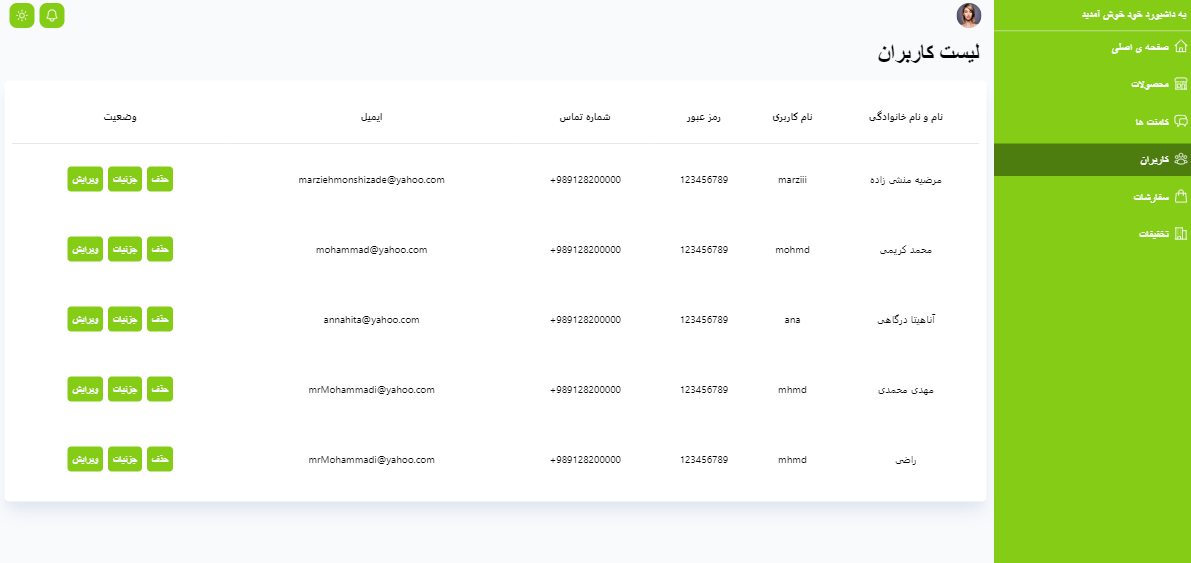 به داشبورد خود خوش آمدید
صفحه ی اصلی
محصولات
کامنت ها
کاربران
سفارشات
تخفیفات
لیست کاربران
نام و نام خانوادگی نام کاربری رمز عبور شماره تماس ایمیل وضعیت
مرضیه منشی زاده marziii 123456789 +989128200000 marziehmonshizade@yahoo.com حذف جزئیات ویرایش
محمد کریمی mohmd 123456789 +989128200000 mohammad@yahoo.com حذف جزئیات ویرایش
آناهیتا درگاهی ana 123456789 +989128200000 annahita@yahoo.com حذف جزئیات ویرایش
مهدی محمدی mhmd 123456789 +989128200000 mrMohammadi@yahoo.com حذف جزئیات ویرایش
راضی mhmd 123456789 +989128200000 mrMohammadi@yahoo.com حذف جزئیات ویرایش